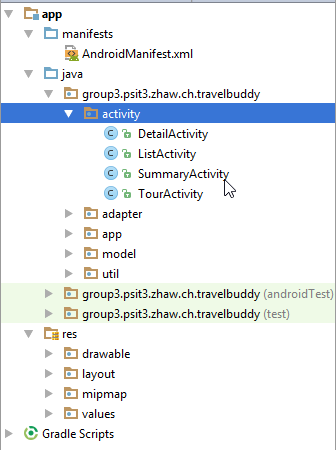 app
manifests
AndroidManifest.xml
java
group3.psit3.zhaw.ch.travelbuddy
activity
DetailActivity
ListActivity
SummaryActivity
TourActivity
adapter
app
model
util
group3.psit3.zhaw.ch.travelbuddy (androidTest)
group3.psit3.zhaw.ch.travelbuddy (test)
res
drawable
layout
mipmap
values
Gradle Scripts